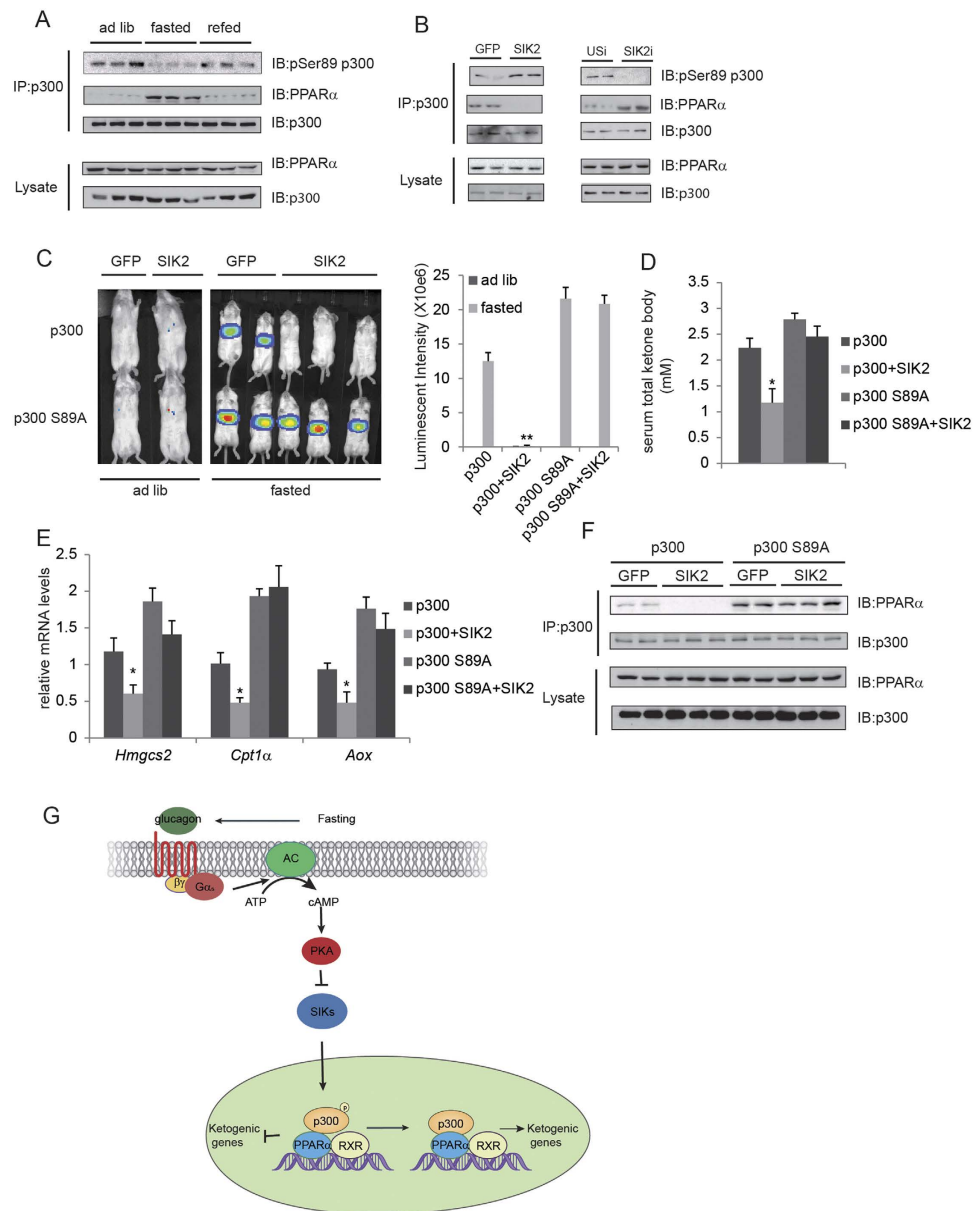 A
ad lib fasted refed
IP:p300
IB:pSer89 p300
IB:PPARα
IB:p300
Lysate
IB:PPARα
IB:p300
B
GFP SIK2 USi SIK2i
IP:p300
IB:pSer89 p300
IB:PPARα
IB:p300
Lysate
IB:PPARα
IB:p300
C
GFP SIK2 GFP SIK2
p300
p300 S89A
ad lib fasted
Luminescent Intensity (X10e6)
25
20
15
10
5
0
ad lib
fasted
**
p300
p300+SIK2
p300 S89A
p300 S89A+SIK2
D
serum total ketone body
(mM)
3
2.5
2
1.5
1
0.5
0
*
p300
p300+SIK2
p300 S89A
p300 S89A+SIK2
E
relative mRNA levels
2.5
2
1.5
1
0.5
0
* * *
Hmgcs2 Cpt1α Aox
p300
p300+SIK2
p300 S89A
p300 S89A+SIK2
F
p300 p300 S89A
GFP SIK2 GFP SIK2
IP:p300
IB:PPARα
IB:p300
Lysate
IB:PPARα
IB:p300
G
glucagon Fasting
AC
βγ Gαs
ATP cAMP
PKA
SIKs
p300 P
Ketogenic
genes
PPARα RXR
p300
PPARα RXR
Ketogenic
genes